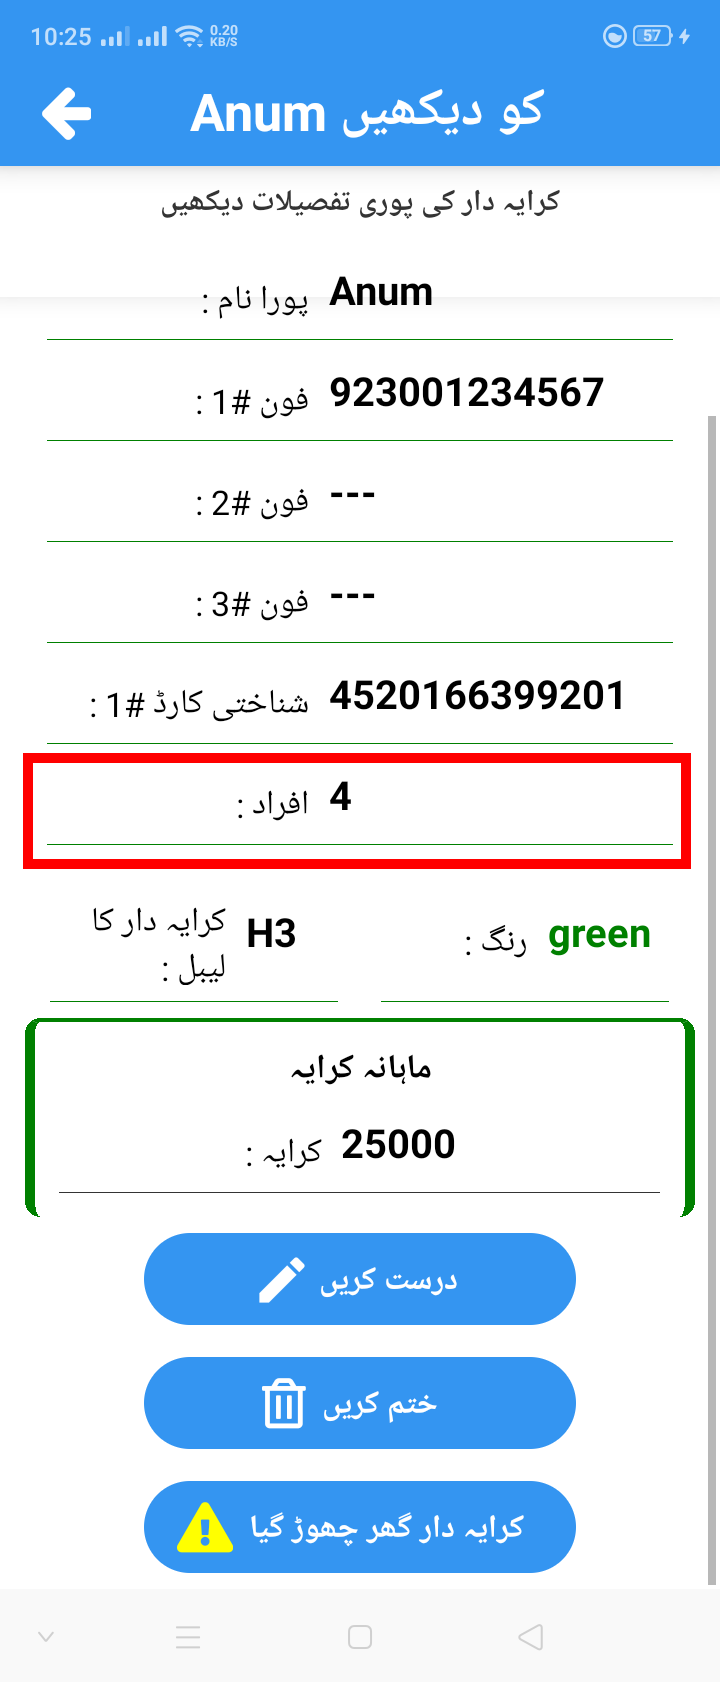 10:25 0.20 KB/S 57
Anum کو دیکھیں
کرایہ دار کی پوری تفصیلات دیکھیں
پورا نام : Anum
فون #1 : 923001234567
فون #2 : ---
فون #3 : ---
شناختی کارڈ #1 : 4520166399201
افراد : 4
کرایہ دار کا لیبل : H3
رنگ : green
ماہانہ کرایہ
کرایہ : 25000
درست کریں
ختم کریں
کرایہ دار گھر چھوڑ گیا